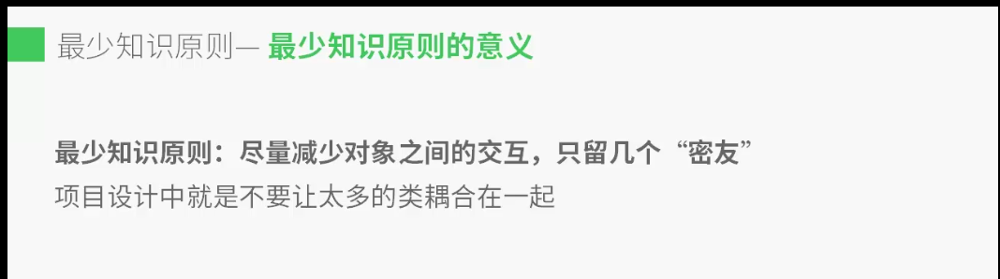 最少知识原则— 最少知识原则的意义
最少知识原则：尽量减少对象之间的交互，只留几个“密友”
项目设计中就是不要让太多的类耦合在一起